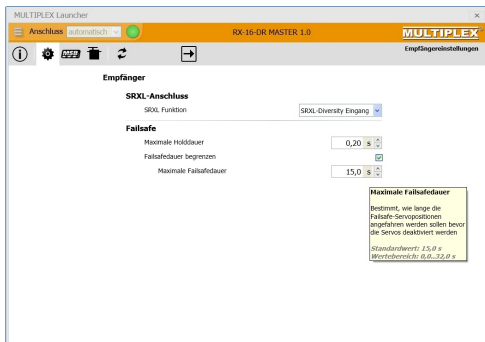 MULTIPLEX Launcher
Anschluss automatisch RX-16-DR MASTER 1.0 MULTIPLEX
MSB Empfängereinstellungen
Empfänger
SRXL-Anschluss
SRXL Funktion SRXL-Diversity Eingang
Failsafe
Maximale Holddauer 0,20 s
Failsafedauer begrenzen
Maximale Failsafedauer 15,0 s
Maximale Failsafedauer
Bestimmt, wie lange die
Failsafe-Servopositionen
angefahren werden sollen bevor
die Servos deaktiviert werden
Standardwert: 15,0 s
Wertebereich: 0,0..32,0 s